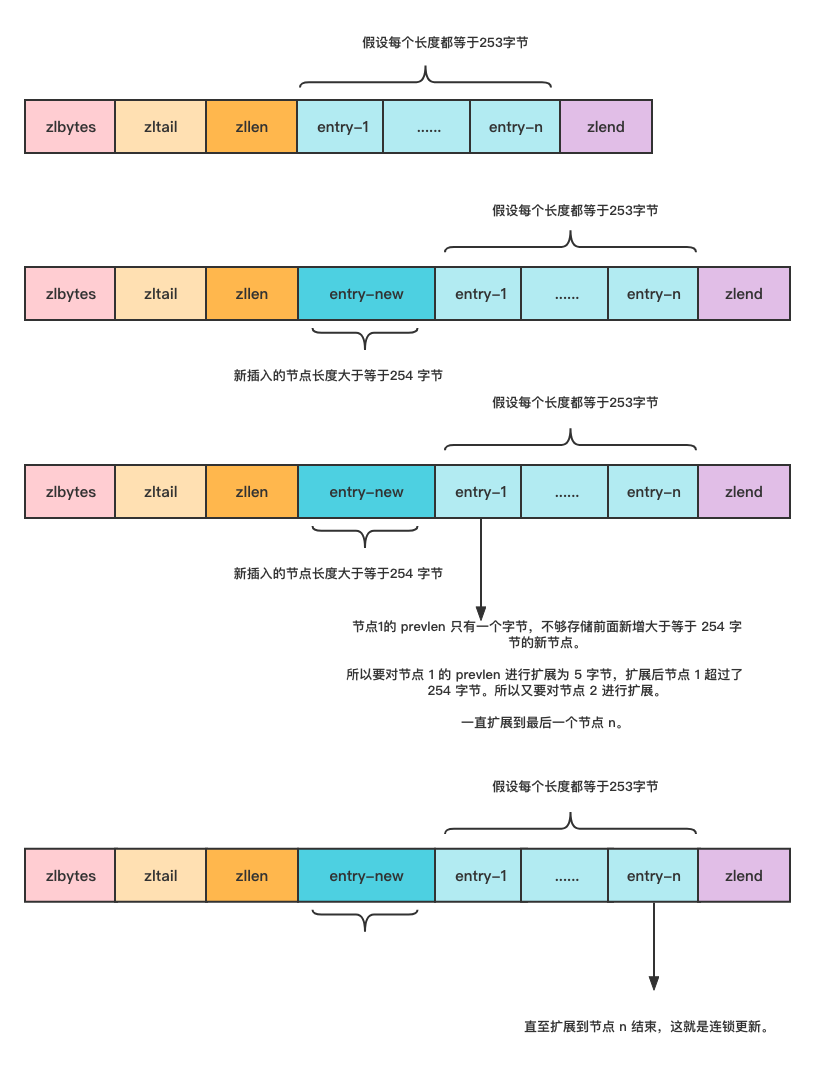 假设每个长度都等于253字节
zlbytes zltail zllen entry-1 ...... entry-n zlend
假设每个长度都等于253字节
zlbytes zltail zllen entry-new entry-1 ...... entry-n zlend
新插入的节点长度大于等于254 字节
假设每个长度都等于253字节
zlbytes zltail zllen entry-new entry-1 ...... entry-n zlend
新插入的节点长度大于等于254 字节
节点1的 prevlen 只有一个字节，不够存储前面新增大于等于 254 字
节的新节点。
所以要对节点 1 的 prevlen 进行扩展为 5 字节，扩展后节点 1 超过了
254 字节。所以又要对节点 2 进行扩展。
一直扩展到最后一个节点 n。
假设每个长度都等于253字节
zlbytes zltail zllen entry-new entry-1 ...... entry-n zlend
直至扩展到节点 n 结束，这就是连锁更新。